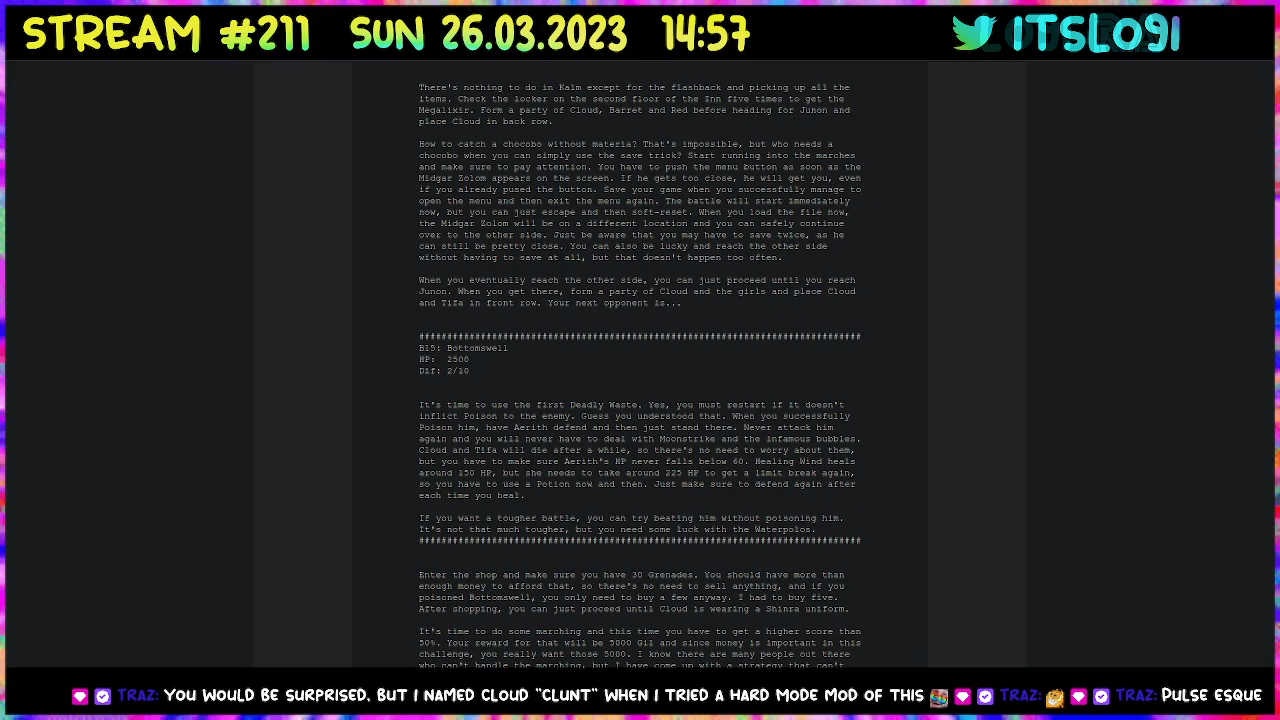 STREAM #211 SUN 26.03.2023 14:57 ITSLO9I
There's nothing to do in Kalm except for the flashback and picking up all the
items. Check the locker on the second floor of the Inn five times to get the
Megalixir. Form a party of Cloud, Barret and Red before heading for Junon and
place Cloud in back row.
How to catch a chocobo without materia? That's impossible, but who needs a
chocobo when you can simply use the save trick? Start running into the marches
and make sure to pay attention. You have to push the menu button as soon as the
Midgar Zolom appears on the screen. If he gets too close, he will get you, even
if you already pused the button. Save your game when you successfully manage to
open the menu and then exit the menu again. The battle will start immediately
now, but you can just escape and then soft-reset. When you load the file now,
the Midgar Zolom will be on a different location and you can safely continue
over to the other side. Just be aware that you may have to save twice, as he
can still be pretty close. You can also be lucky and reach the other side
without having to save at all, but that doesn't happen too often.
When you eventually reach the other side, you can just proceed until you reach
Junon. When you get there, form a party of Cloud and the girls and place Cloud
and Tifa in front row. Your next opponent is...
###############################################################################
B15: Bottomswell
HP:  2500
Dif: 2/10
It's time to use the first Deadly Waste. Yes, you must restart if it doesn't
inflict Poison to the enemy. Guess you understood that. When you successfully
Poison him, have Aerith defend and then just stand there. Never attack him
again and you will never have to deal with Moonstrike and the infamous bubbles.
Cloud and Tifa will die after a while, so there's no need to worry about them,
but you have to make sure Aerith's HP never falls below 60. Healing Wind heals
around 150 HP, but she needs to take around 225 HP to get a limit break again,
so you have to use a Potion now and then. Just make sure to defend again after
each time you heal.
If you want a tougher battle, you can try beating him without poisoning him.
It's not that much tougher, but you need some luck with the Waterpolos.
###############################################################################
Enter the shop and make sure you have 30 Grenades. You should have more than
enough money to afford that, so there's no need to sell anything, and if you
poisoned Bottomswell, you only need to buy a few anyway. I had to buy five.
After shopping, you can just proceed until Cloud is wearing a Shinra uniform.
It's time to do some marching and this time you have to get a higher score than
50%. Your reward for that will be 5000 Gil and since money is important in this
challenge, you really want those 5000. I know there are many people out there
who can't handle the marching, but I have come up with a strategy that can't
TRAZ: YOU WOULD BE SURPRISED. BUT I NAMED CLOUD "CLUNT" WHEN I TRIED A HARD MODE MOD OF THIS TRAZ: TRAZ: PULSE ESQUE